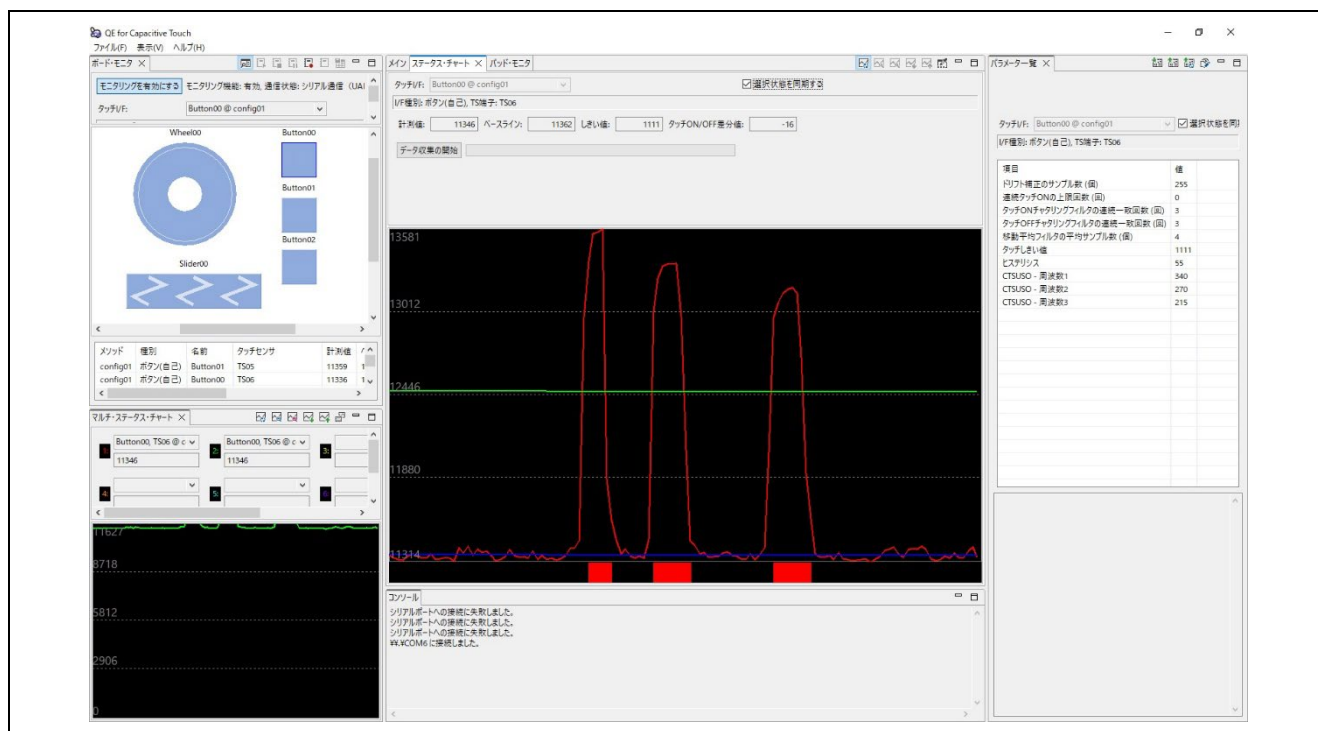 QE for Capacitive Touch
ファイル(F) 表示(V) ヘルプ(H)
ボード・モニタ
モニタリングを有効にする モニタリング機能: 有効, 通信状態: シリアル通信 (UAI
タッチI/F: Button00 @ config01
Wheel00
Button00
Button01
Button02
Slider00
メソッド 種別 名前 タッチセンサ 計測値
config01 ボタン(自己) Button01 TS05 11359 1
config01 ボタン(自己) Button00 TS06 11336 1
マルチ・ステータス・チャート
1: Button00, TS06 @ c 2: Button00, TS06 @ c 3:
11346 11346
4: 5: 6:
11627
8718
5812
2906
0
メイン ステータス・チャート パッド・モニタ
タッチI/F: Button00 @ config01 選択状態を同期する
I/F種別: ボタン(自己), TS端子: TS06
計測値: 11346 ベースライン: 11362 しきい値: 1111 タッチON/OFF差分値: -16
データ収集の開始
13581
13012
12446
11880
11314
コンソール
シリアルポートへの接続に失敗しました。
シリアルポートへの接続に失敗しました。
シリアルポートへの接続に失敗しました。
¥¥.¥COM6 に接続しました。
パラメーター覧
タッチI/F: Button00 @ config01 選択状態を同
I/F種別: ボタン(自己), TS端子: TS06
項目 値
ドリフト補正のサンプル数 (個) 255
連続タッチONの上限回数 (回) 0
タッチONチャタリングフィルタの連続一致回数 (回) 3
タッチOFFチャタリングフィルタの連続一致回数 (回) 3
移動平均フィルタの平均サンプル数 (個) 4
タッチしきい値 1111
ヒステリシス 55
CTSUSO - 周波数1 340
CTSUSO - 周波数2 270
CTSUSO - 周波数3 215